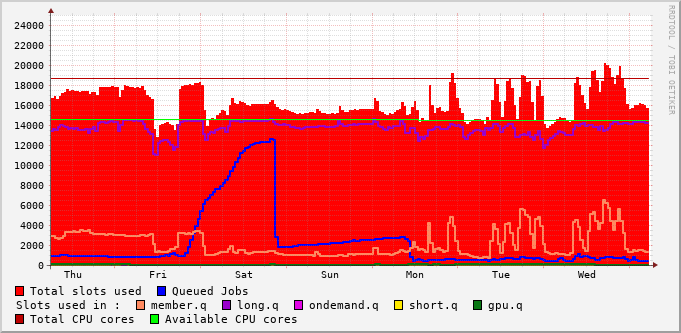 RRDTOOL / TOBI OETIKER
24000
22000
20000
18000
16000
14000
12000
10000
8000
6000
4000
2000
0
Thu Fri Sat Sun Mon Tue Wed
Total slots used Queued Jobs
Slots used in : member.q long.q ondemand.q short.q gpu.q
Total CPU cores Available CPU cores